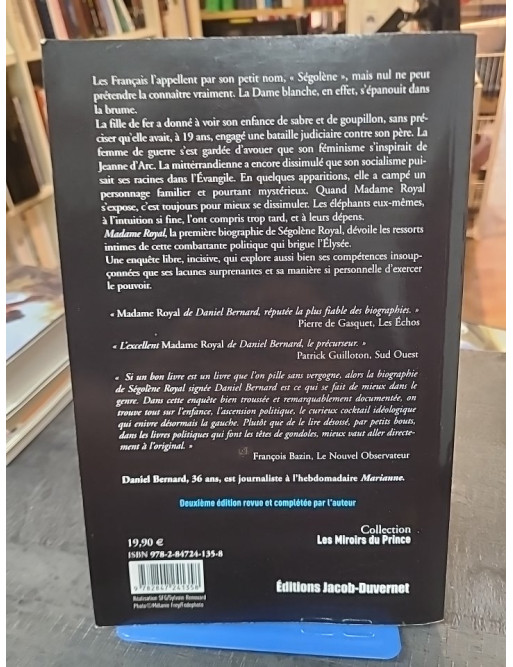 Les Français l'appellent par son petit nom, « Ségolène », mais nul ne peut
prétendre la connaître vraiment. La Dame blanche, en effet, s'épanouit dans
la brume.
La fille de fer a donné à voir son enfance de sabre et de goupillon, sans pré-
ciser qu'elle avait, à 19 ans, engagé une bataille judiciaire contre son père. La
femme de guerre s'est gardée d'avouer que son féminisme s'inspirait de
Jeanne d'Arc. La mitterrandienne a encore dissimulé que son socialisme pui-
sait ses racines dans l'Évangile. En quelques apparitions, elle a campé un
personnage familier et pourtant mystérieux. Quand Madame Royal
s'expose, c'est toujours pour mieux se dissimuler. Les éléphants eux-mêmes,
à l'intuition si fine, l'ont compris trop tard, et à leurs dépens.
Madame Royal, la première biographie de Ségolène Royal, dévoile les ressorts
intimes de cette combattante politique qui brigue l'Élysée.
Une enquête libre, incisive, qui explore aussi bien ses compétences insoup-
çonnées que ses lacunes surprenantes et sa manière si personnelle d'exercer
le pouvoir.
« Madame Royal de Daniel Bernard, réputée la plus fiable des biographies. »
Pierre de Gasquet, Les Échos
« L'excellent Madame Royal de Daniel Bernard, le précurseur. »
Patrick Guilloton, Sud Ouest
« Si un bon livre est un livre que l'on pille sans vergogne, alors la biographie
de Ségolène Royal signée Daniel Bernard est ce qui se fait de mieux dans le
genre. Dans cette enquête bien troussée et remarquablement documentée, on
trouve tout sur l'enfance, l'ascension politique, le curieux cocktail idéologique
qui enivre désormais la gauche. Plutôt que de le lire désossé, par petits bouts,
dans les livres politiques qui font les têtes de gondoles, mieux vaut aller directe-
ment à l'original. »
François Bazin, Le Nouvel Observateur
Daniel Bernard, 36 ans, est journaliste à l'hebdomadaire Marianne.
Deuxième édition revue et complétée par l'auteur
Collection
Les Miroirs du Prince
19,90 €
ISBN 978-2-84724-135-8
9 782847 241358
Réalisation SFG/Sylvain Renouard
Photo ©Mélanie Frey/Fedephoto
Éditions Jacob-Duvernet